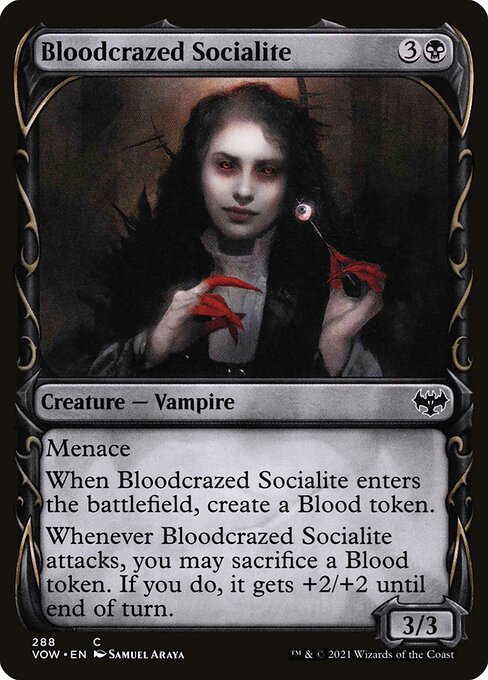 Bloodcrazed Socialite 3
Creature — Vampire
Menace
When Bloodcrazed Socialite enters
the battlefield, create a Blood token.
Whenever Bloodcrazed Socialite
attacks, you may sacrifice a Blood
token. If you do, it gets +2/+2 until
end of turn.
3/3
288 C
VOW • EN Samuel Araya
™ & © 2021 Wizards of the Coast